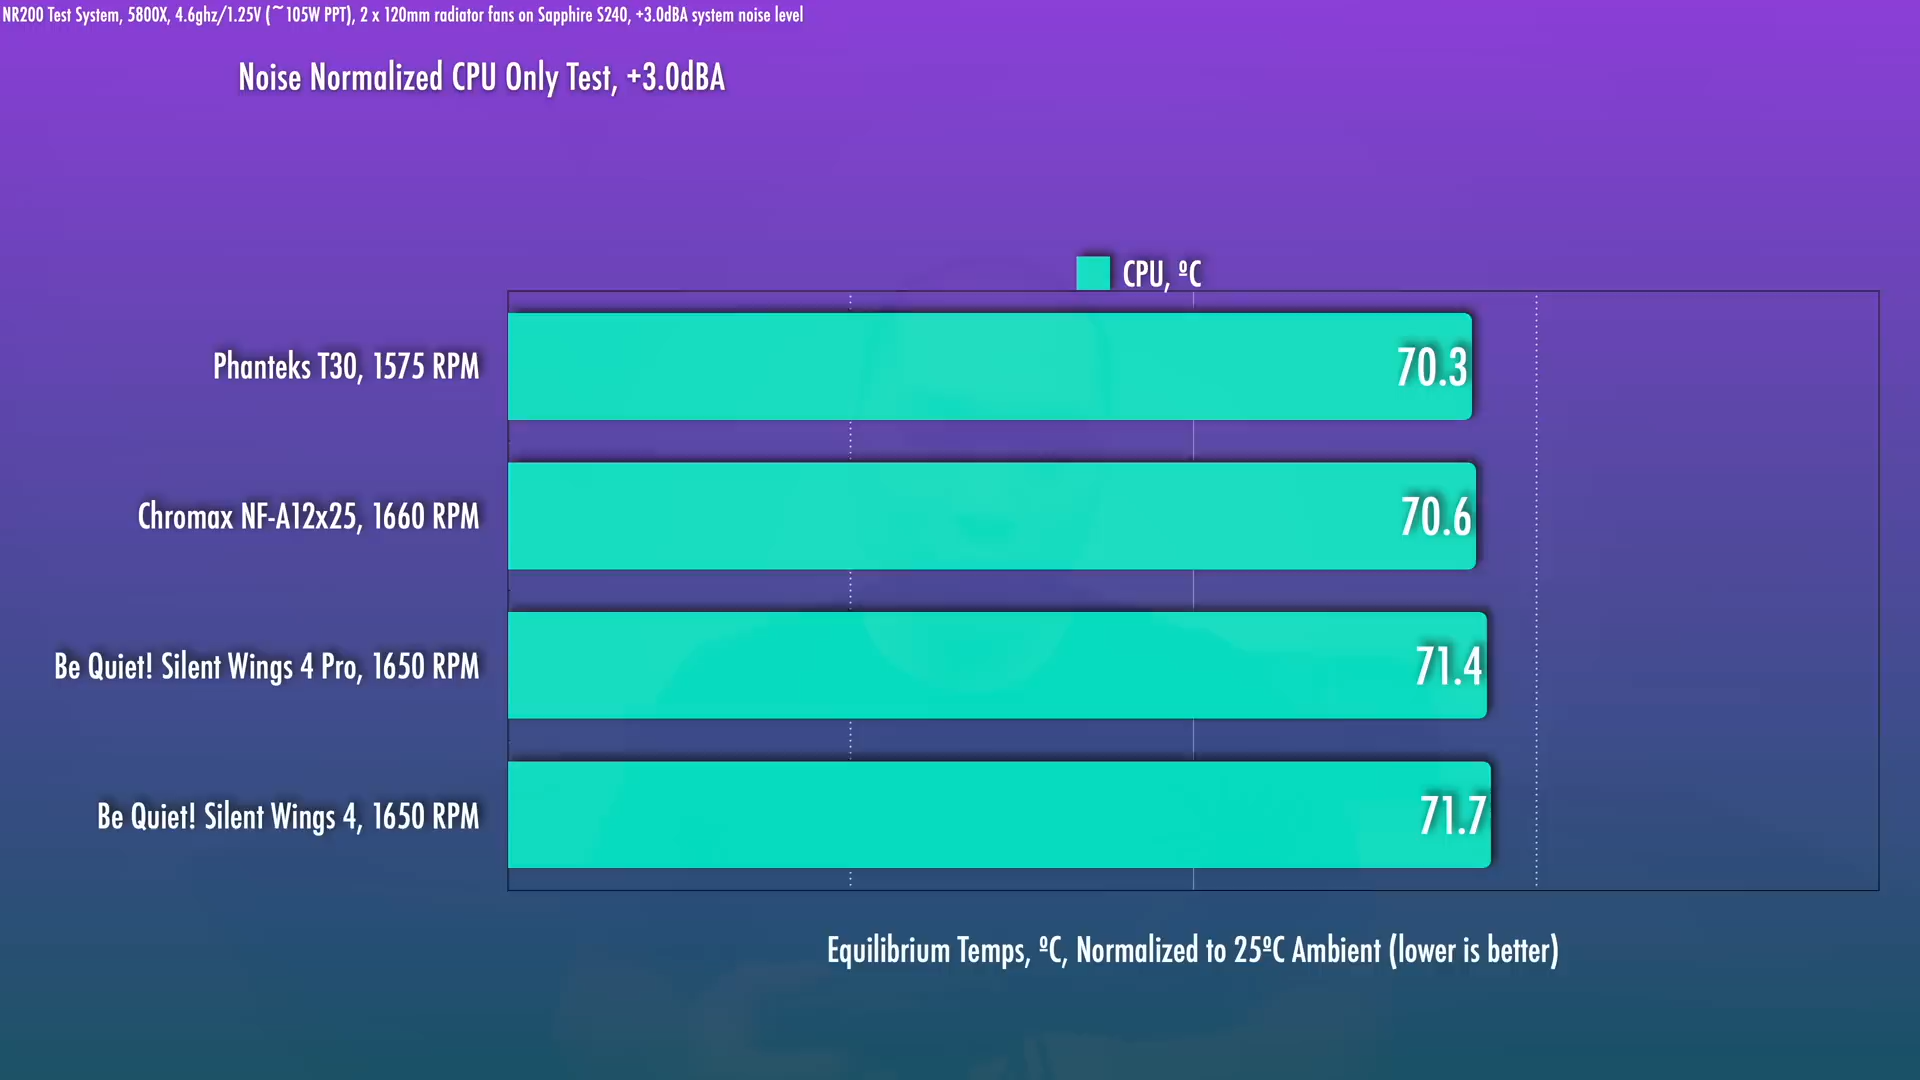 NR200 Test System, 5800X, 4.6ghz/1.25V (~105W PPT), 2 x 120mm radiator fans on Sapphire S240, +3.0dBA system noise level
Noise Normalized CPU Only Test, +3.0dBA
CPU, ºC
Phanteks T30, 1575 RPM 70.3
Chromax NF-A12x25, 1660 RPM 70.6
Be Quiet! Silent Wings 4 Pro, 1650 RPM 71.4
Be Quiet! Silent Wings 4, 1650 RPM 71.7
Equilibrium Temps, ºC, Normalized to 25ºC Ambient (lower is better)